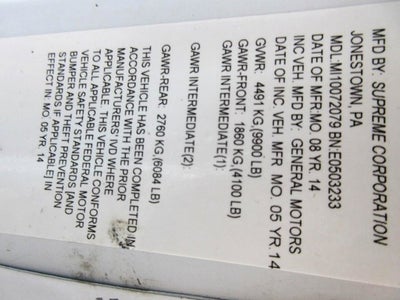 MFD BY: SUPREME CORPORATION
JONESTOWN, PA
MDL:MI10072079 BN:E0503233
DATE OF MFR:MO. 08 YR. 14
INC VEH. MFD BY: GENERAL MOTORS
DATE OF INC. VEH. MFR. MO. 05 YR.14
GVWR: 4491 KG.(9900 LB)
GAWR-FRONT: 1860 KG.(4100 LB)
GAWR INTERMEDIATE(1):
GAWR INTERMEDIATE(2):
GAWR-REAR: 2760 KG.(6084 LB)
THIS VEHICLE HAS BEEN COMPLETED IN
ACCORDANCE WITH THE PRIOR
MANUFACTURERS' IVD WHERE
APPLICABLE. THIS VEHICLE CONFORMS
TO ALL APPLICABLE FEDERAL MOTOR
VEHICLE SAFETY STANDARDS [AND
BUMPER AND THEFT PREVENTION
STANDARDS IF APPLICABLE] IN
EFFECT IN: MO. 05 YR. 14